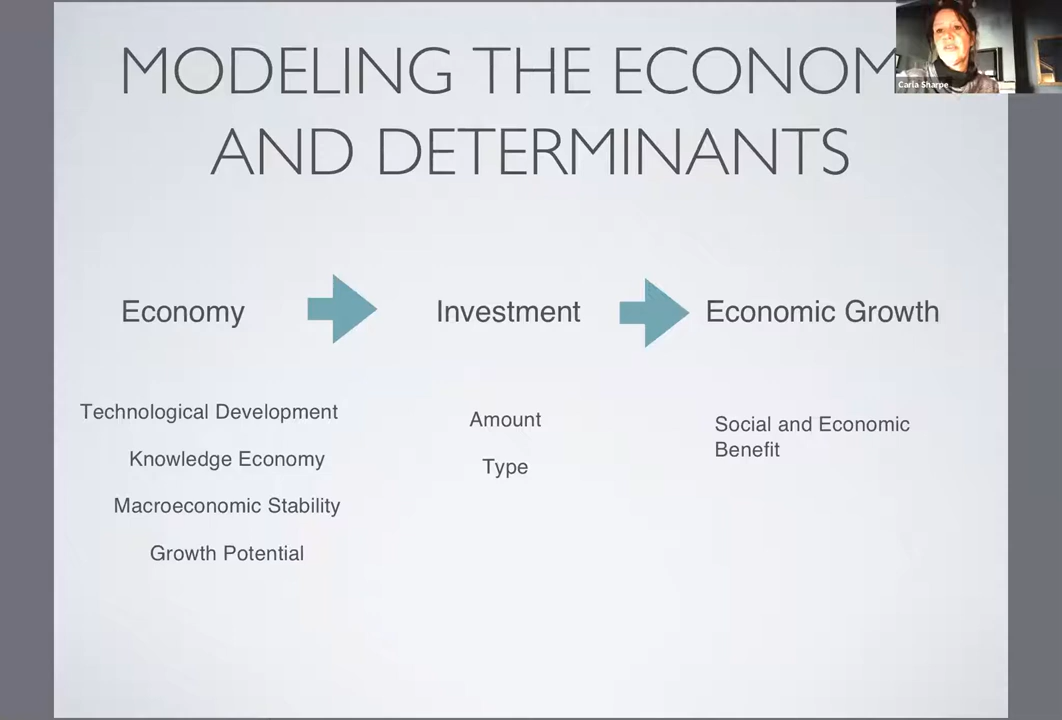 MODELING THE ECONOM
AND DETERMINANTS
Carla Sharpe
Economy
Investment
Economic Growth
Technological Development
Knowledge Economy
Macroeconomic Stability
Growth Potential
Amount
Type
Social and Economic
Benefit